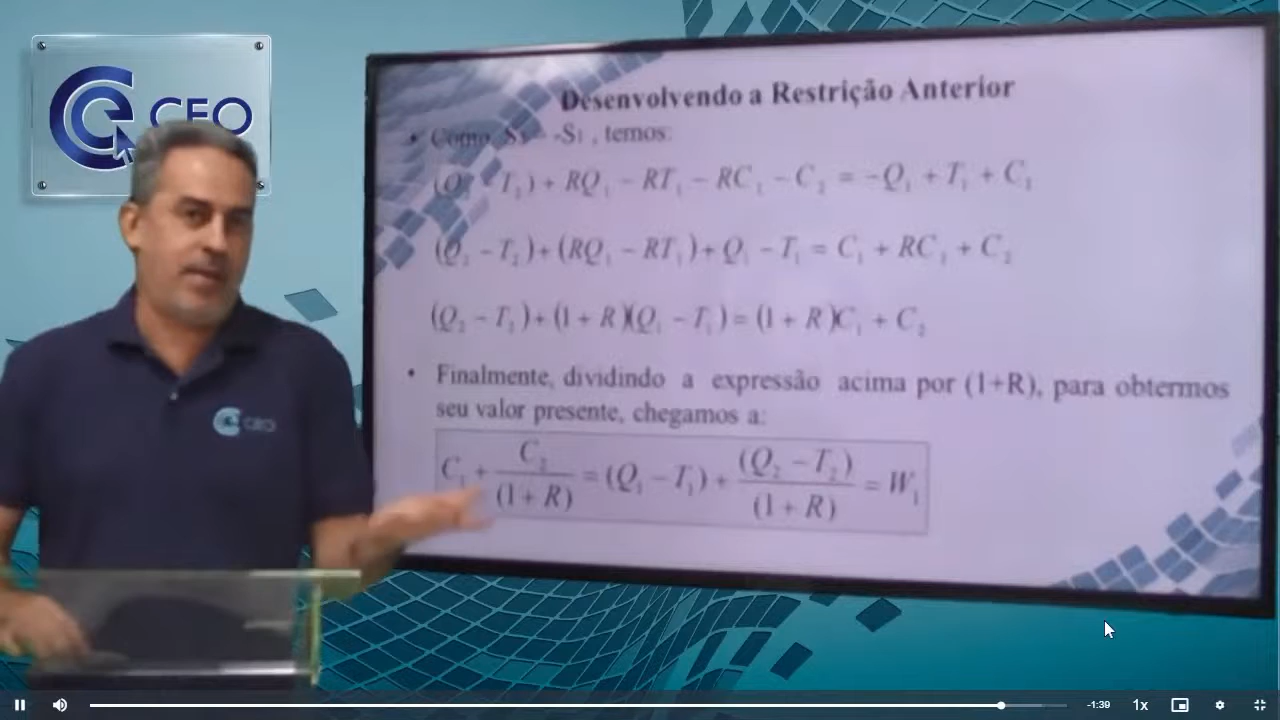 CEO
Desenvolvendo a Restrição Anterior
• Como S₂ = -S₁ , temos:
(Q₂ - T₂) + RQ₁ - RT₁ - RC₁ - C₂ = -Q₁ + T₁ + C₁
(Q₂ - T₂) + (RQ₁ - RT₁) + Q₁ - T₁ = C₁ + RC₁ + C₂
(Q₂ - T₂) + (1 + R)(Q₁ - T₁) = (1 + R)C₁ + C₂
• Finalmente, dividindo a expressão acima por (1+R), para obtermos
seu valor presente, chegamos a:
C₁ + C₂/(1 + R) = (Q₁ - T₁) + (Q₂ - T₂)/(1 + R) = W₁
CEO
-1:39 1x